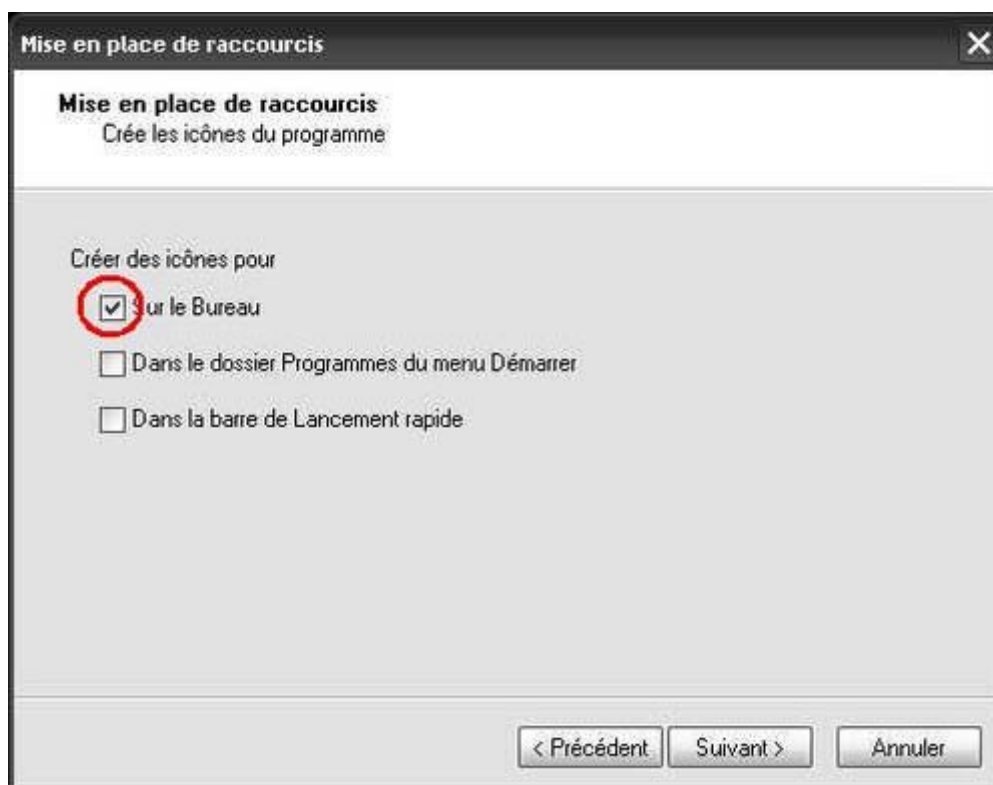 Mise en place de raccourcis
Mise en place de raccourcis
Crée les icônes du programme
Créer des icônes pour
Sur le Bureau
Dans le dossier Programmes du menu Démarrer
Dans la barre de Lancement rapide
< Précédent Suivant > Annuler